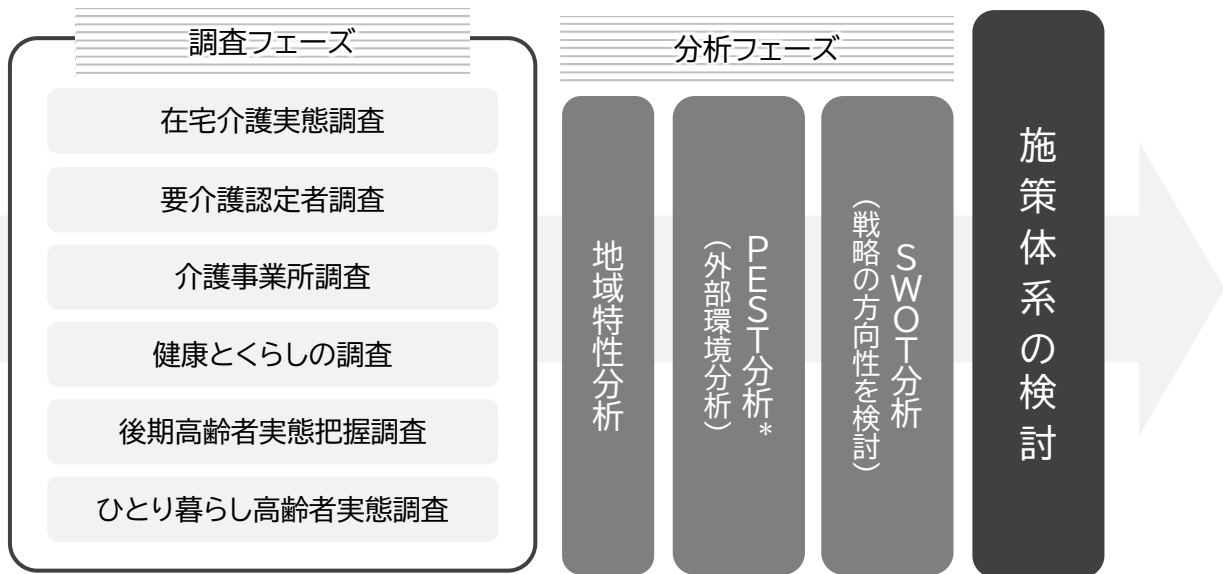 調査フェーズ
在宅介護実態調査
要介護認定者調査
介護事業所調査
健康とくらしの調査
後期高齢者実態把握調査
ひとり暮らし高齢者実態調査
分析フェーズ
地域特性分析
PEST分析*
(外部環境分析)
SWOT分析
(戦略の方向性を検討)
施策体系の検討